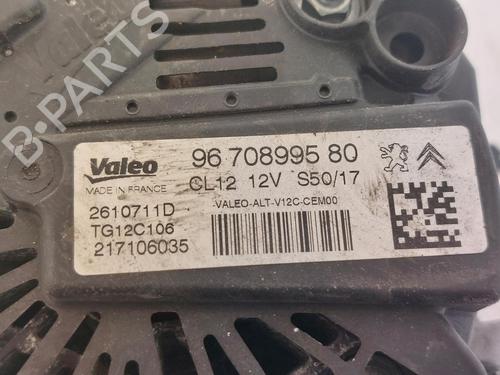 B-PARTS
Valeo 96 708995 80
MADE IN FRANCE CL12 12V S50/17
-VALEO-ALT-V12C-CEM00
2610711D
TG12C106
217106035